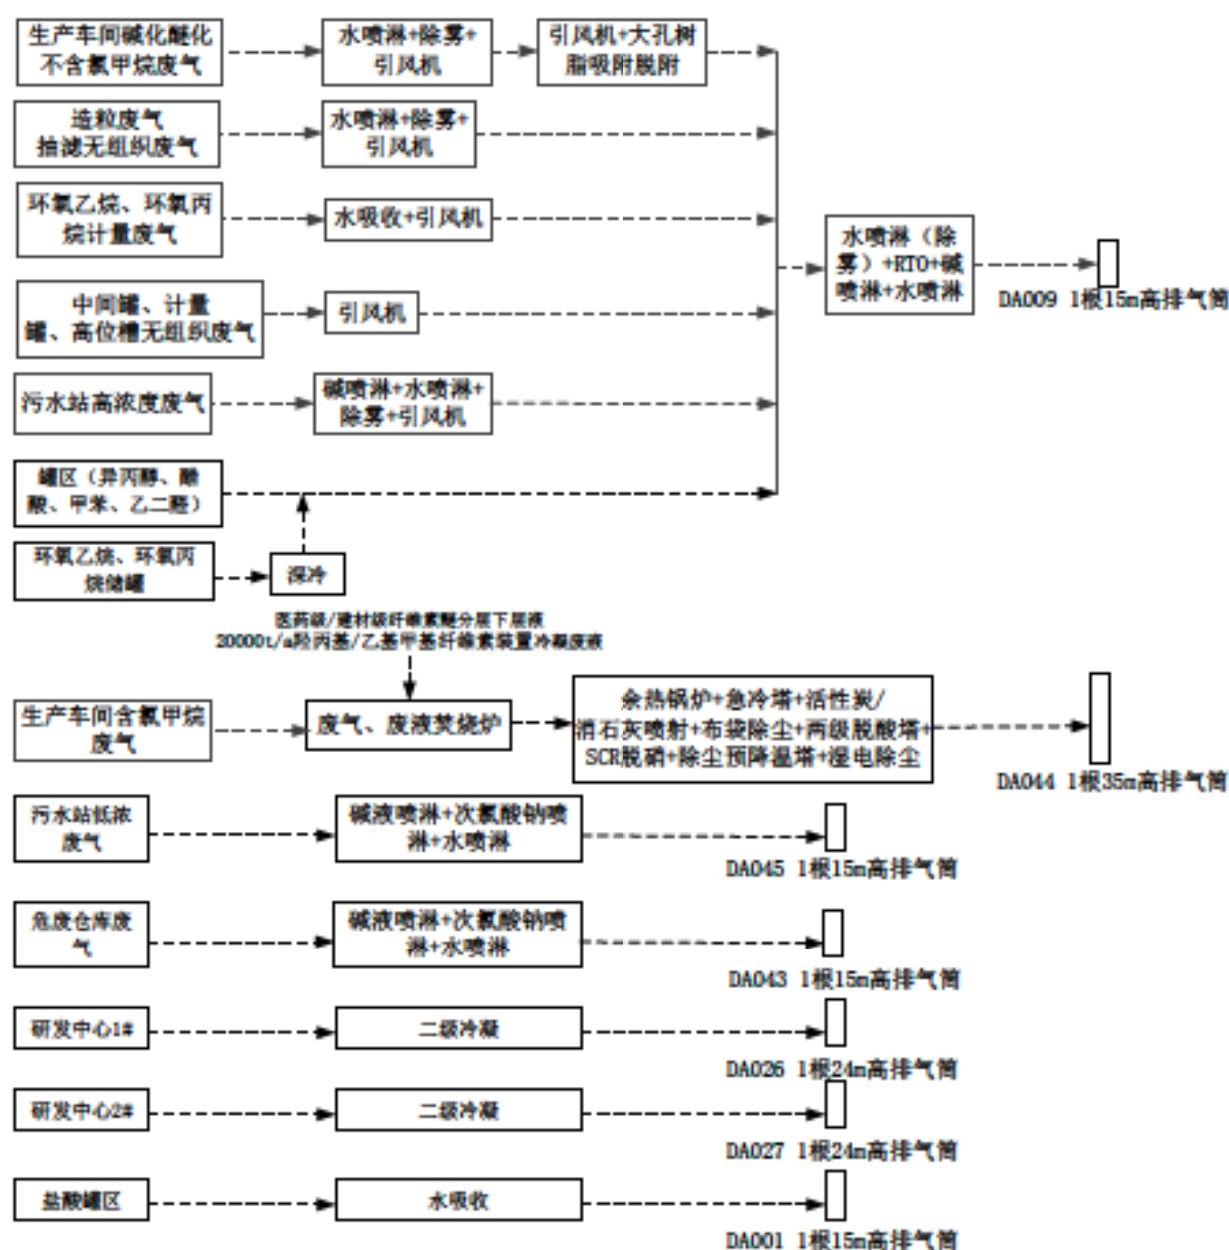 生产车间碱化醚化
不含氯甲烷废气
水喷淋+除雾+
引风机
引风机+大孔树
脂吸附脱附
造粒废气
抽滤无组织废气
水喷淋+除雾+
引风机
环氧乙烷、环氧丙
烷计量废气
水吸收+引风机
水喷淋（除
雾）+RTO+碱
喷淋+水喷淋
DA009 1根15m高排气筒
中间罐、计量
罐、高位槽无组织废气
引风机
污水站高浓度废气
碱喷淋+水喷淋+
除雾+引风机
罐区（异丙醇、醋
酸、甲苯、乙二醛）
环氧乙烷、环氧丙
烷储罐
深冷
医药级/建材级纤维素醚分层下层液
20000t/a羟丙基/乙基甲基纤维素装置冷凝废液
生产车间含氯甲烷
废气
废气、废液焚烧炉
余热锅炉+急冷塔+活性炭/
消石灰喷射+布袋除尘+两级脱酸塔+
SCR脱硝+除尘预降温塔+湿电除尘
DA044 1根35m高排气筒
污水站低浓
废气
碱液喷淋+次氯酸钠喷
淋+水喷淋
DA045 1根15m高排气筒
危废仓库废
气
碱液喷淋+次氯酸钠喷
淋+水喷淋
DA043 1根15m高排气筒
研发中心1#
二级冷凝
DA026 1根24m高排气筒
研发中心2#
二级冷凝
DA027 1根24m高排气筒
盐酸罐区
水吸收
DA001 1根15m高排气筒